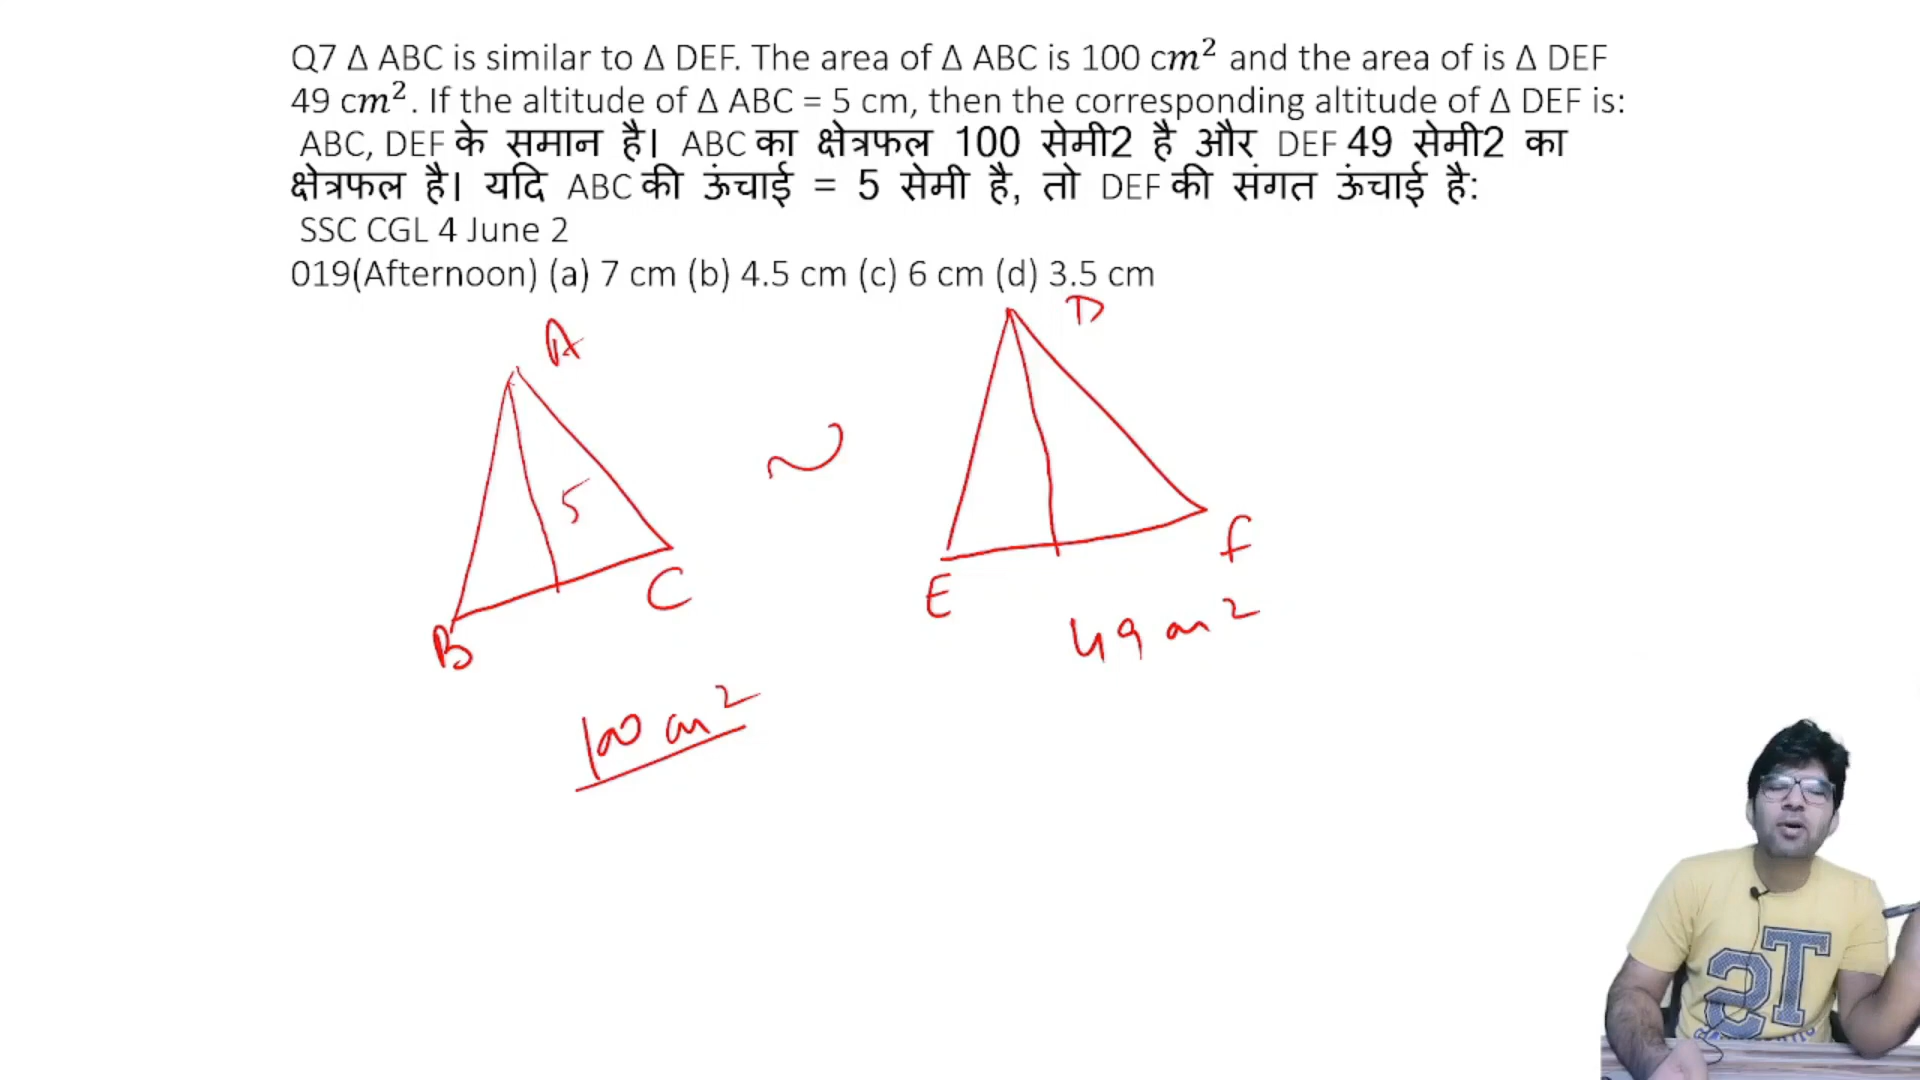 Q7 Δ ABC is similar to Δ DEF. The area of Δ ABC is 100 cm² and the area of is Δ DEF
49 cm². If the altitude of Δ ABC = 5 cm, then the corresponding altitude of Δ DEF is:
ABC, DEF के समान है। ABC का क्षेत्रफल 100 सेमी2 है और DEF 49 सेमी2 का
क्षेत्रफल है। यदि ABC की ऊंचाई = 5 सेमी है, तो DEF की संगत ऊंचाई है:
SSC CGL 4 June 2
019(Afternoon) (a) 7 cm (b) 4.5 cm (c) 6 cm (d) 3.5 cm
A
D
5
C
F
E
B
49 cm²
100 cm²
2T